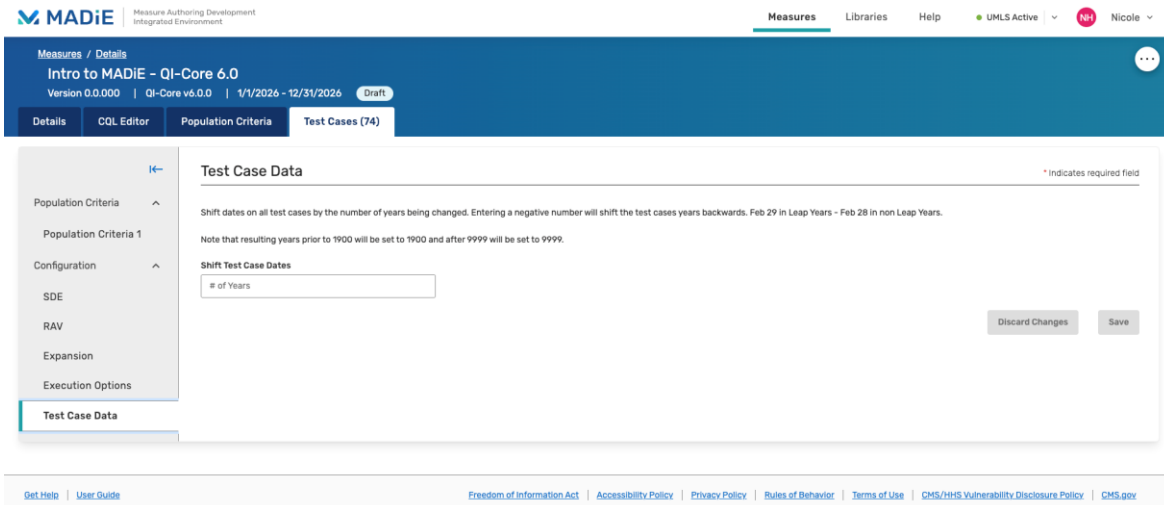 MADiE
Measure Authoring Development
Integrated Environment
Measures
Libraries
Help
UMLS Active
NH
Nicole
Measures / Details
Intro to MADiE - QI-Core 6.0
Version 0.0.000 | QI-Core v6.0.0 | 1/1/2026 - 12/31/2026 Draft
Details
CQL Editor
Population Criteria
Test Cases (74)
Population Criteria
Population Criteria 1
Configuration
SDE
RAV
Expansion
Execution Options
Test Case Data
Test Case Data
* Indicates required field
Shift dates on all test cases by the number of years being changed. Entering a negative number will shift the test cases years backwards. Feb 29 in Leap Years - Feb 28 in non Leap Years.
Note that resulting years prior to 1900 will be set to 1900 and after 9999 will be set to 9999.
Shift Test Case Dates
# of Years
Discard Changes
Save
Get Help | User Guide
Freedom of Information Act | Accessibility Policy | Privacy Policy | Rules of Behavior | Terms of Use | CMS/HHS Vulnerability Disclosure Policy | CMS.gov